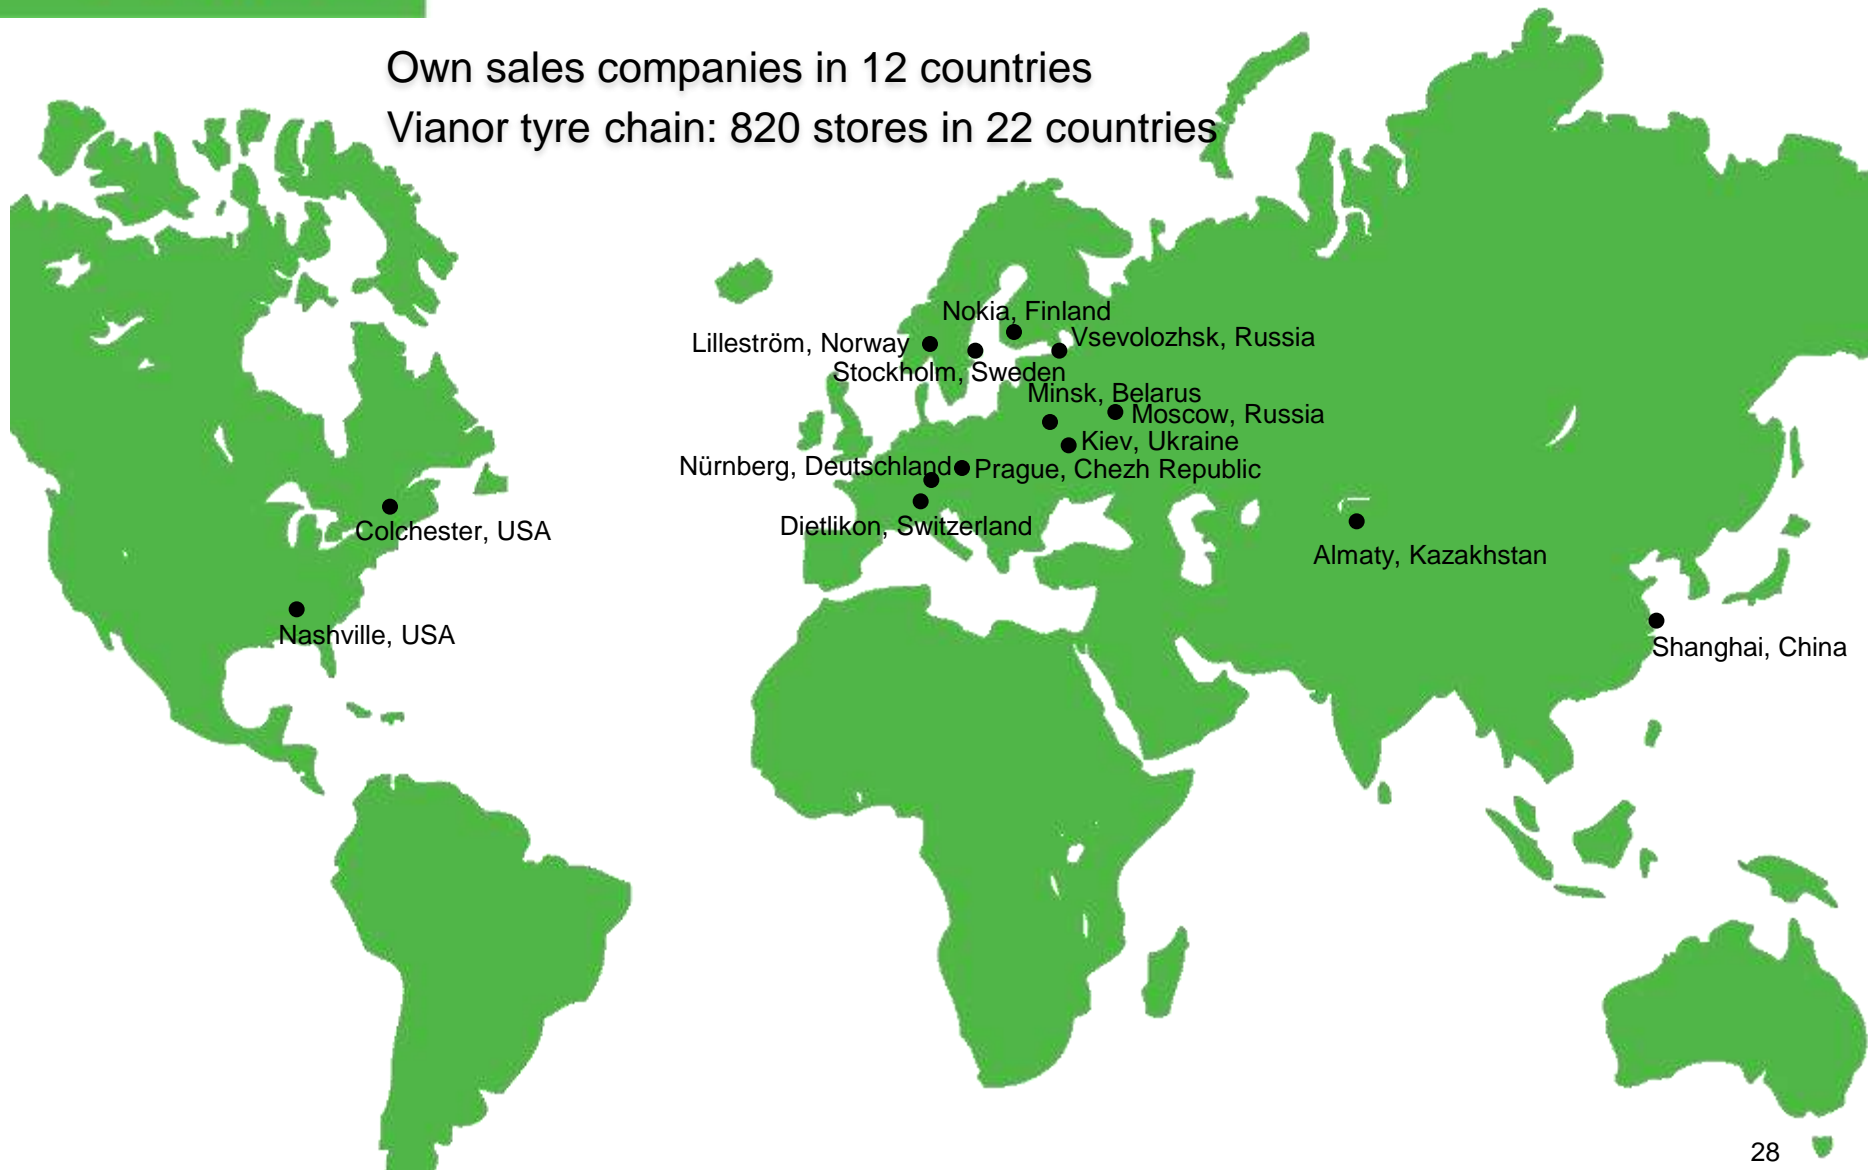 Own sales companies in 12 countries
Vianor tyre chain: 820 stores in 22 countries
Nokia, Finland
Lilleström, Norway
Vsevolozhsk, Russia
Stockholm, Sweden
Minsk, Belarus
Moscow, Russia
Kiev, Ukraine
Nürnberg, Deutschland
Prague, Chezh Republic
Colchester, USA
Dietlikon, Switzerland
Almaty, Kazakhstan
Nashville, USA
Shanghai, China
28